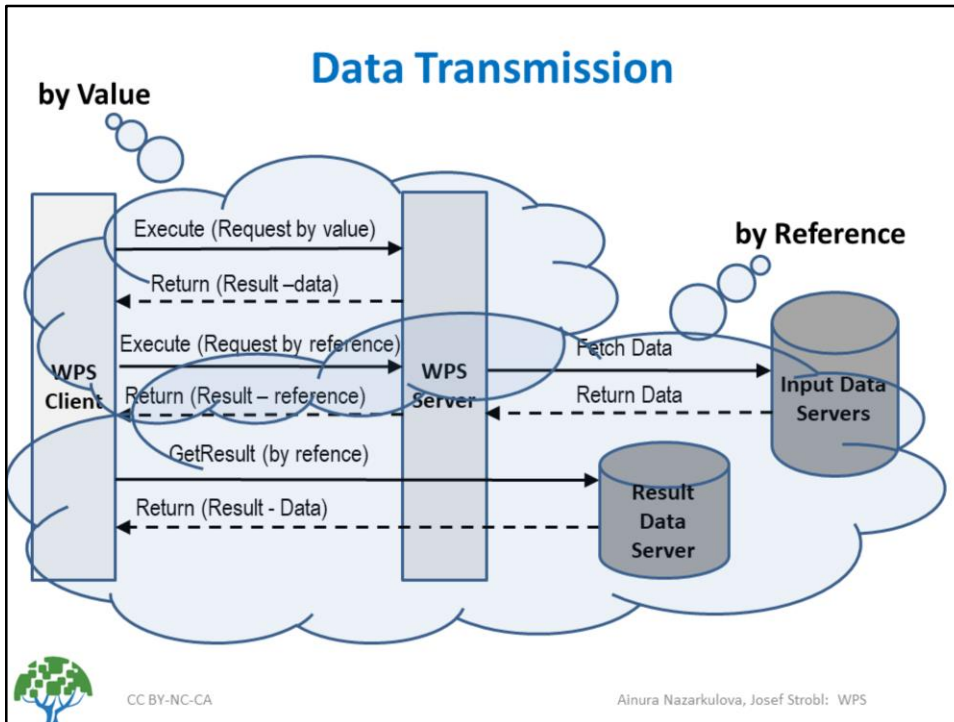 Data Transmission
by Value
by Reference
Execute (Request by value)
Return (Result –data)
Execute (Request by reference)
Fetch Data
WPS
Client
WPS
Server
Input Data
Servers
Return (Result – reference)
Return Data
GetResult (by refence)
Return (Result - Data)
Result
Data
Server
CC BY-NC-CA
Ainura Nazarkulova, Josef Strobl: WPS